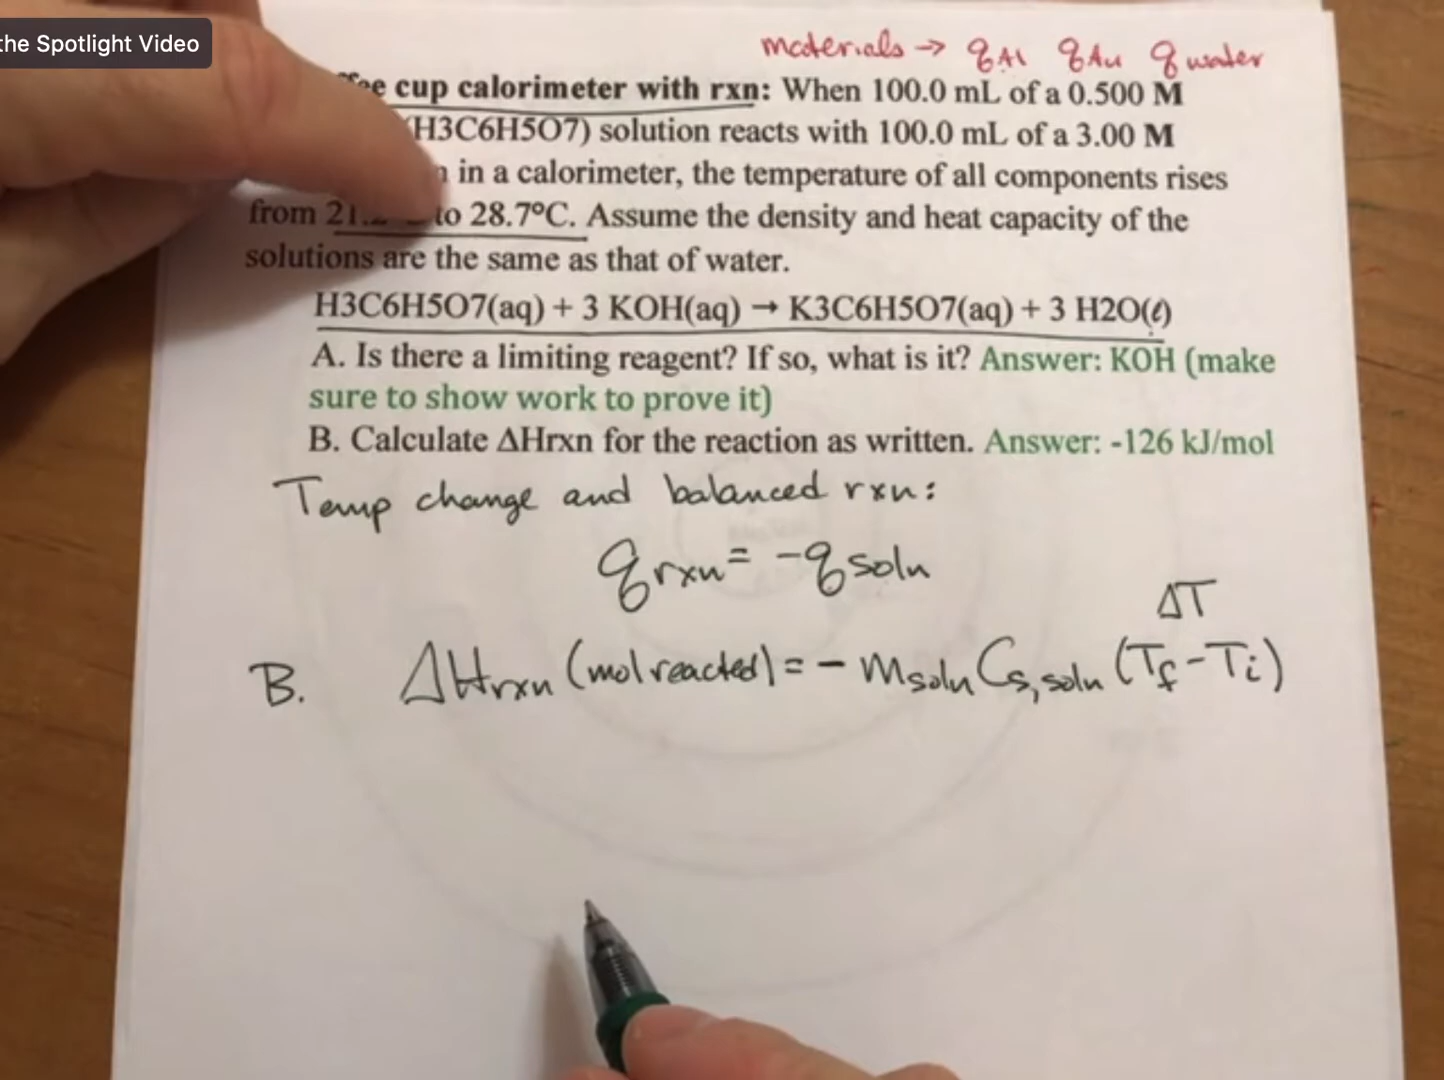 the Spotlight Video
materials → qAl qAu qwater
cup calorimeter with rxn: When 100.0 mL of a 0.500 M
(H3C6H5O7) solution reacts with 100.0 mL of a 3.00 M
in a calorimeter, the temperature of all components rises
from to 28.7ºC. Assume the density and heat capacity of the
solutions are the same as that of water.
H3C6H5O7(aq) + 3 KOH(aq) → K3C6H5O7(aq) + 3 H2O(ℓ)
A. Is there a limiting reagent? If so, what is it? Answer: KOH (make
sure to show work to prove it)
B. Calculate ΔHrxn for the reaction as written. Answer: -126 kJ/mol
Temp change and balanced rxn:
qrxn = -qsoln
ΔT
B. ΔHrxn (mol reacted) = - msoln Cs,soln (Tf - Ti)